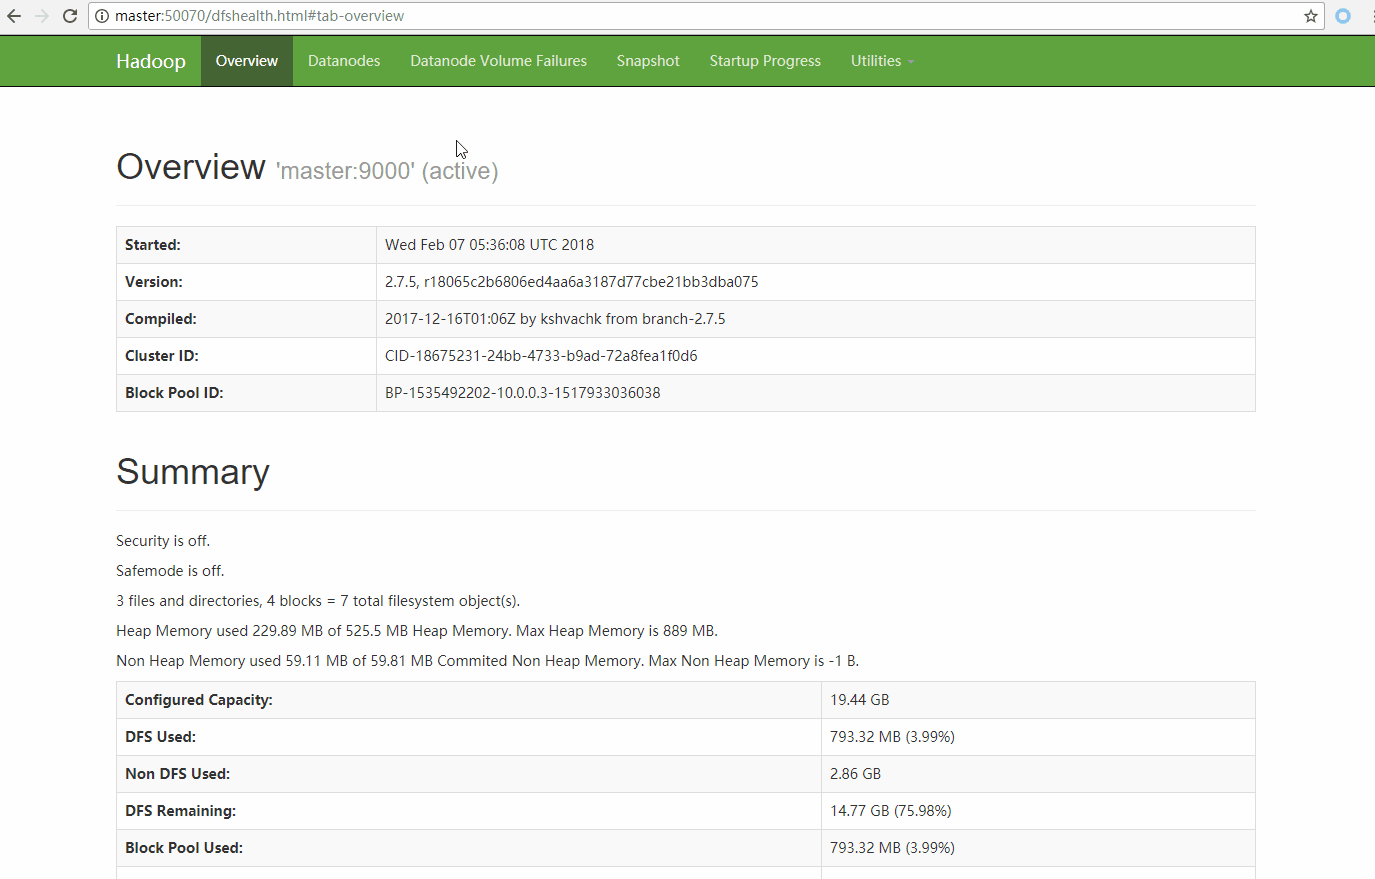 master:50070/dfshealth.html#tab-overview
Hadoop Overview Datanodes Datanode Volume Failures Snapshot Startup Progress Utilities
Overview 'master:9000' (active)
Started: Wed Feb 07 05:36:08 UTC 2018
Version: 2.7.5, r18065c2b6806ed4aa6a3187d77cbe21bb3dba075
Compiled: 2017-12-16T01:06Z by kshvachk from branch-2.7.5
Cluster ID: CID-18675231-24bb-4733-b9ad-72a8fea1f0d6
Block Pool ID: BP-1535492202-10.0.0.3-1517933036038
Summary
Security is off.
Safemode is off.
3 files and directories, 4 blocks = 7 total filesystem object(s).
Heap Memory used 229.89 MB of 525.5 MB Heap Memory. Max Heap Memory is 889 MB.
Non Heap Memory used 59.11 MB of 59.81 MB Commited Non Heap Memory. Max Non Heap Memory is -1 B.
Configured Capacity: 19.44 GB
DFS Used: 793.32 MB (3.99%)
Non DFS Used: 2.86 GB
DFS Remaining: 14.77 GB (75.98%)
Block Pool Used: 793.32 MB (3.99%)